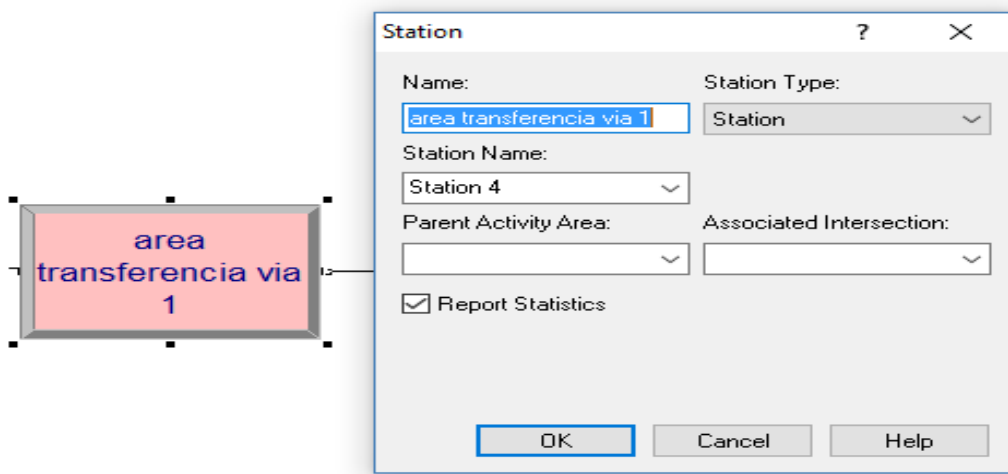 Station
?
Name:
Station Type:
area transferencia via 1
Station
Station Name:
Station 4
Parent Activity Area:
Associated Intersection:
Report Statistics
OK
Cancel
Help
area
transferencia via
1